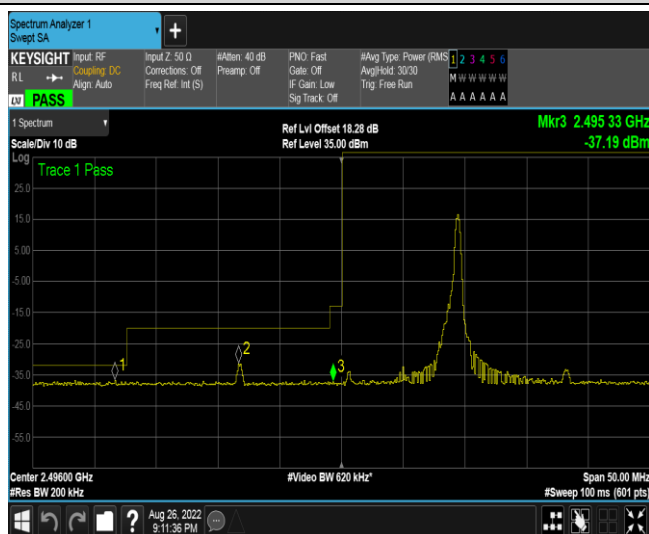 Spectrum Analyzer 1
Swept SA
+
KEYSIGHT
RL
LXI PASS
Input: RF
Coupling: DC
Align: Auto
Input Z: 50 Ω
Corrections: Off
Freq Ref: Int (S)
#Atten: 40 dB
Preamp: Off
PNO: Fast
Gate: Off
IF Gain: Low
Sig Track: Off
#Avg Type: Power (RMS
Avg|Hold: 30/30
Trig: Free Run
1 2 3 4 5 6
M W W W W W
A A A A A A
1 Spectrum
Scale/Div 10 dB
Ref Lvl Offset 18.28 dB
Ref Level 35.00 dBm
Mkr3 2.495 33 GHz
-37.19 dBm
Log
Trace 1 Pass
25.0
15.0
5.00
-5.00
-15.0
-25.0
-35.0
-45.0
-55.0
1
2
3
Center 2.49600 GHz
#Res BW 200 kHz
#Video BW 620 kHz*
Span 50.00 MHz
#Sweep 100 ms (601 pts)
?
Aug 26, 2022
9:11:36 PM